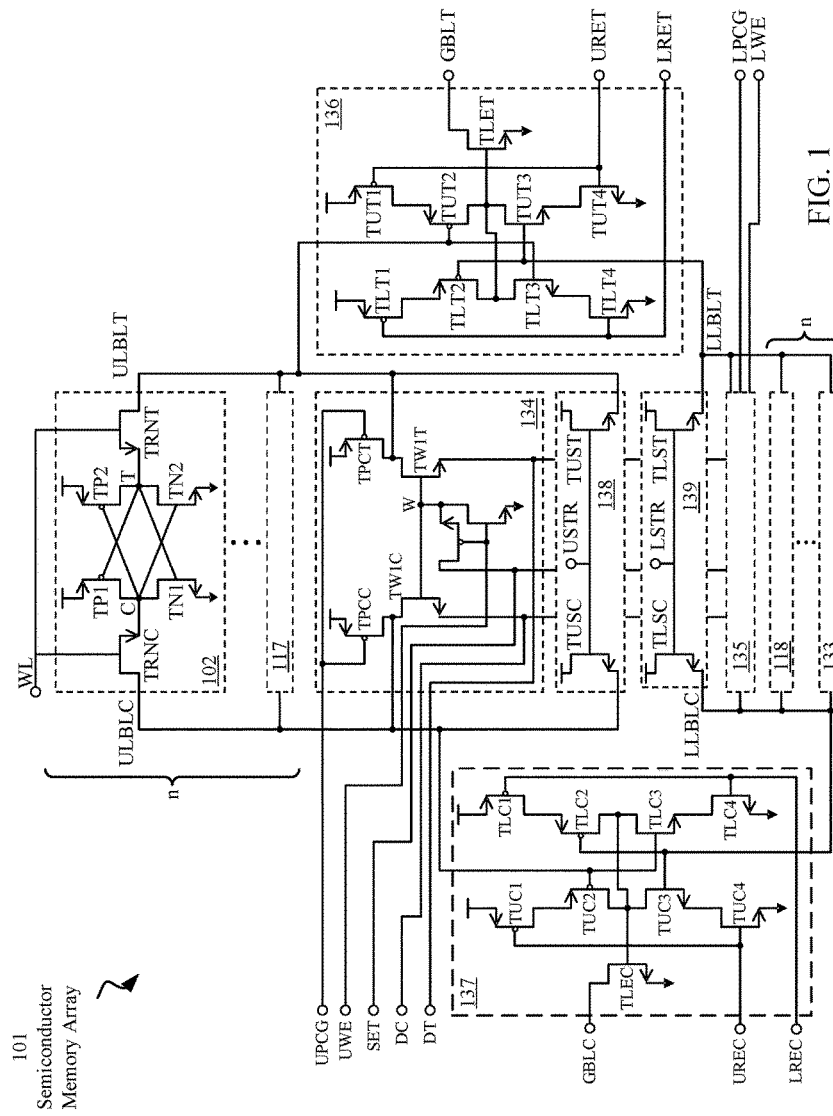 101
Semiconductor
Memory Array
WL
n
ULBLC
ULBLT
TRNC
C
TP1
TP2
T
TRNT
TN1
TN2
102
117
UPCG
UWE
SET
DC
DT
TPCC
TPCT
TW1C
W
TW1T
134
TUSC
USTR
TUST
138
TLSC
LSTR
TLST
139
LLBLC
LLBLT
135
118
133
n
136
TLT1
TLT2
TLT3
TLT4
TUT1
TUT2
TUT3
TUT4
TLET
GBLT
URET
LRET
LPCG
LWE
137
TLEC
TUC1
TUC2
TUC3
TUC4
TLC1
TLC2
TLC3
TLC4
GBLC
UREC
LREC
FIG. 1